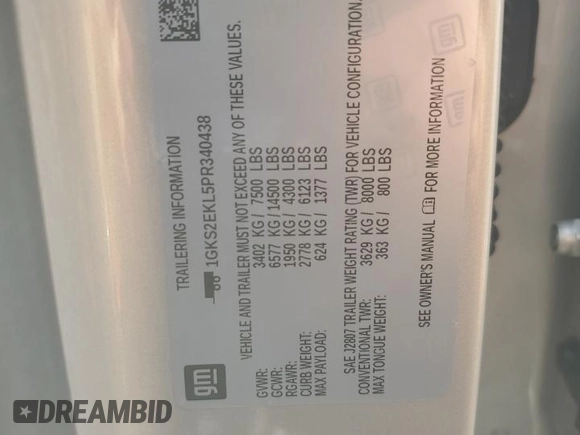 TRAILERING INFORMATION
1GKS2EKL5PR340438
VEHICLE AND TRAILER MUST NOT EXCEED ANY OF THESE VALUES.
GVWR: 3402 KG / 7500 LBS
GCWR: 6577 KG / 14500 LBS
RGAWR: 1950 KG / 4300 LBS
CURB WEIGHT: 2778 KG / 6123 LBS
MAX PAYLOAD: 624 KG / 1377 LBS
SAE J2807 TRAILER WEIGHT RATING (TWR) FOR VEHICLE CONFIGURATION.
CONVENTIONAL TWR: 3629 KG / 8000 LBS
MAX TONGUE WEIGHT: 363 KG / 800 LBS
SEE OWNER'S MANUAL FOR MORE INFORMATION
gm
gm
gm
DREAMBID